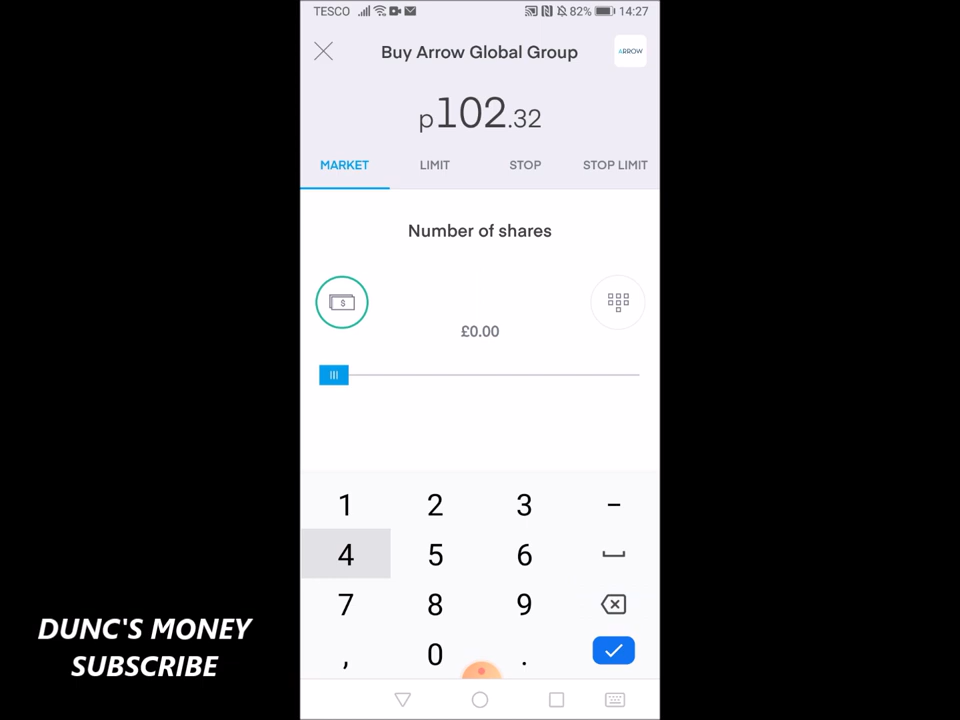 TESCO 82% 14:27
Buy Arrow Global Group ARROW
p102.32
MARKET LIMIT STOP STOP LIMIT
Number of shares
$
£0.00
1 2 3 -
4 5 6
7 8 9
, 0 .
DUNC'S MONEY
SUBSCRIBE